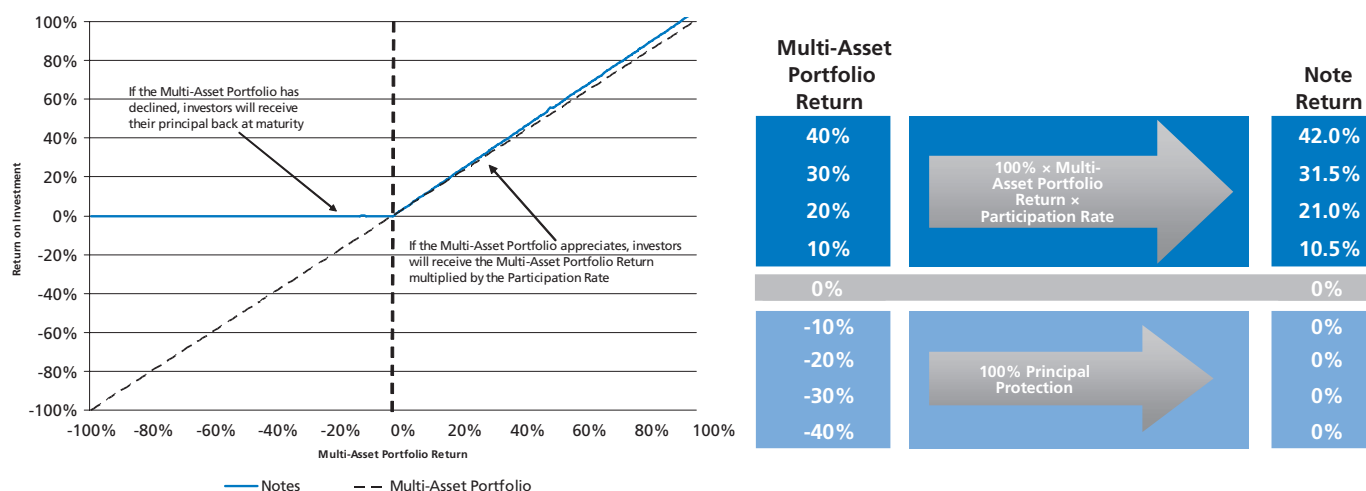 100%
80%
60%
40%
20%
0%
-20%
-40%
-60%
-80%
-100%
Return on Investment
If the Multi-Asset Portfolio has
declined, investors will receive
their principal back at maturity
If the Multi-Asset Portfolio appreciates, investors
will receive the Multi-Asset Portfolio Return
multiplied by the Participation Rate
-100% -80% -60% -40% -20% 0% 20% 40% 60% 80% 100%
Multi-Asset Portfolio Return
Notes Multi-Asset Portfolio
Multi-Asset
Portfolio
Return
Note
Return
40% 42.0%
30% 31.5%
20% 21.0%
10% 10.5%
100% × Multi-
Asset Portfolio
Return ×
Participation Rate
0% 0%
-10% 0%
-20% 0%
-30% 0%
-40% 0%
100% Principal
Protection